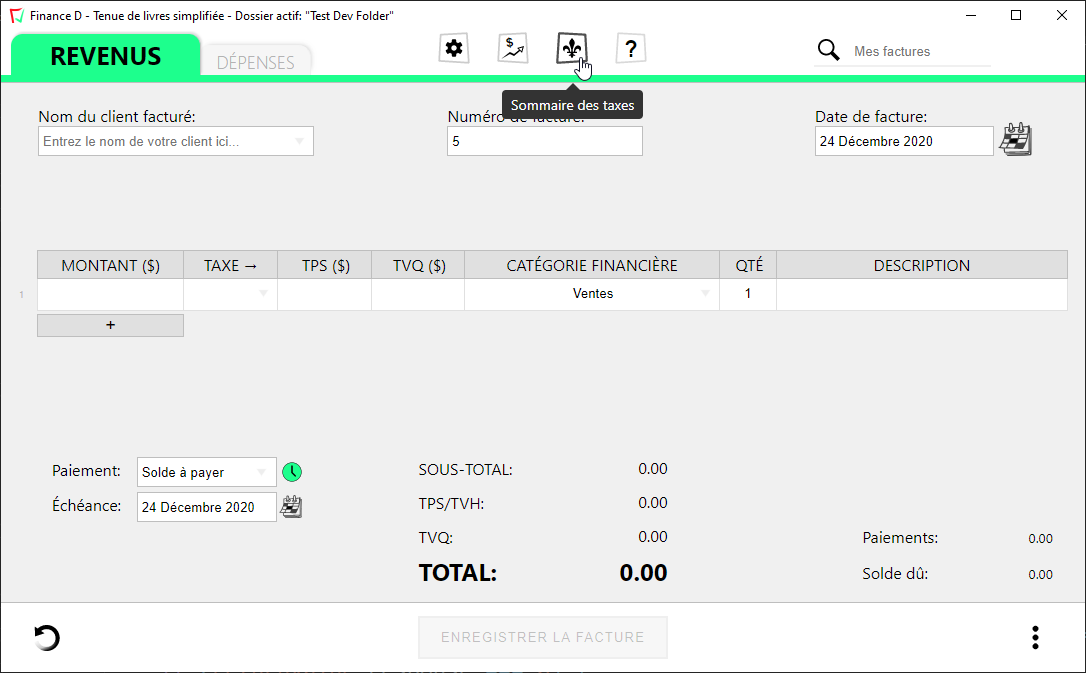 Finance D - Tenue de livres simplifiée - Dossier actif: "Test Dev Folder"
REVENUS
DÉPENSES
$
?
Mes factures
Sommaire des taxes
Nom du client facturé:
Numéro de facture:
Date de facture:
Entrez le nom de votre client ici...
5
24 Décembre 2020
MONTANT ($) TAXE → TPS ($) TVQ ($) CATÉGORIE FINANCIÈRE QTÉ DESCRIPTION
1 Ventes 1
+
Paiement: Solde à payer
Échéance: 24 Décembre 2020
SOUS-TOTAL: 0.00
TPS/TVH: 0.00
TVQ: 0.00
TOTAL: 0.00
Paiements: 0.00
Solde dû: 0.00
ENREGISTRER LA FACTURE